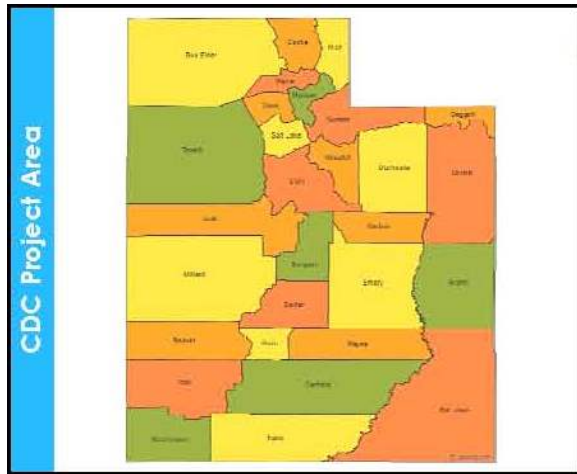 CDC Project Area
Cache
Rich
Box Elder
Weber
Morgan
Davis
Summit
Daggett
Salt Lake
Tooele
Wasatch
Duchesne
Uintah
Utah
Juab
Carbon
Sanpete
Millard
Emery
Grand
Sevier
Beaver
Piute
Wayne
Iron
Garfield
San Juan
Washington
Kane